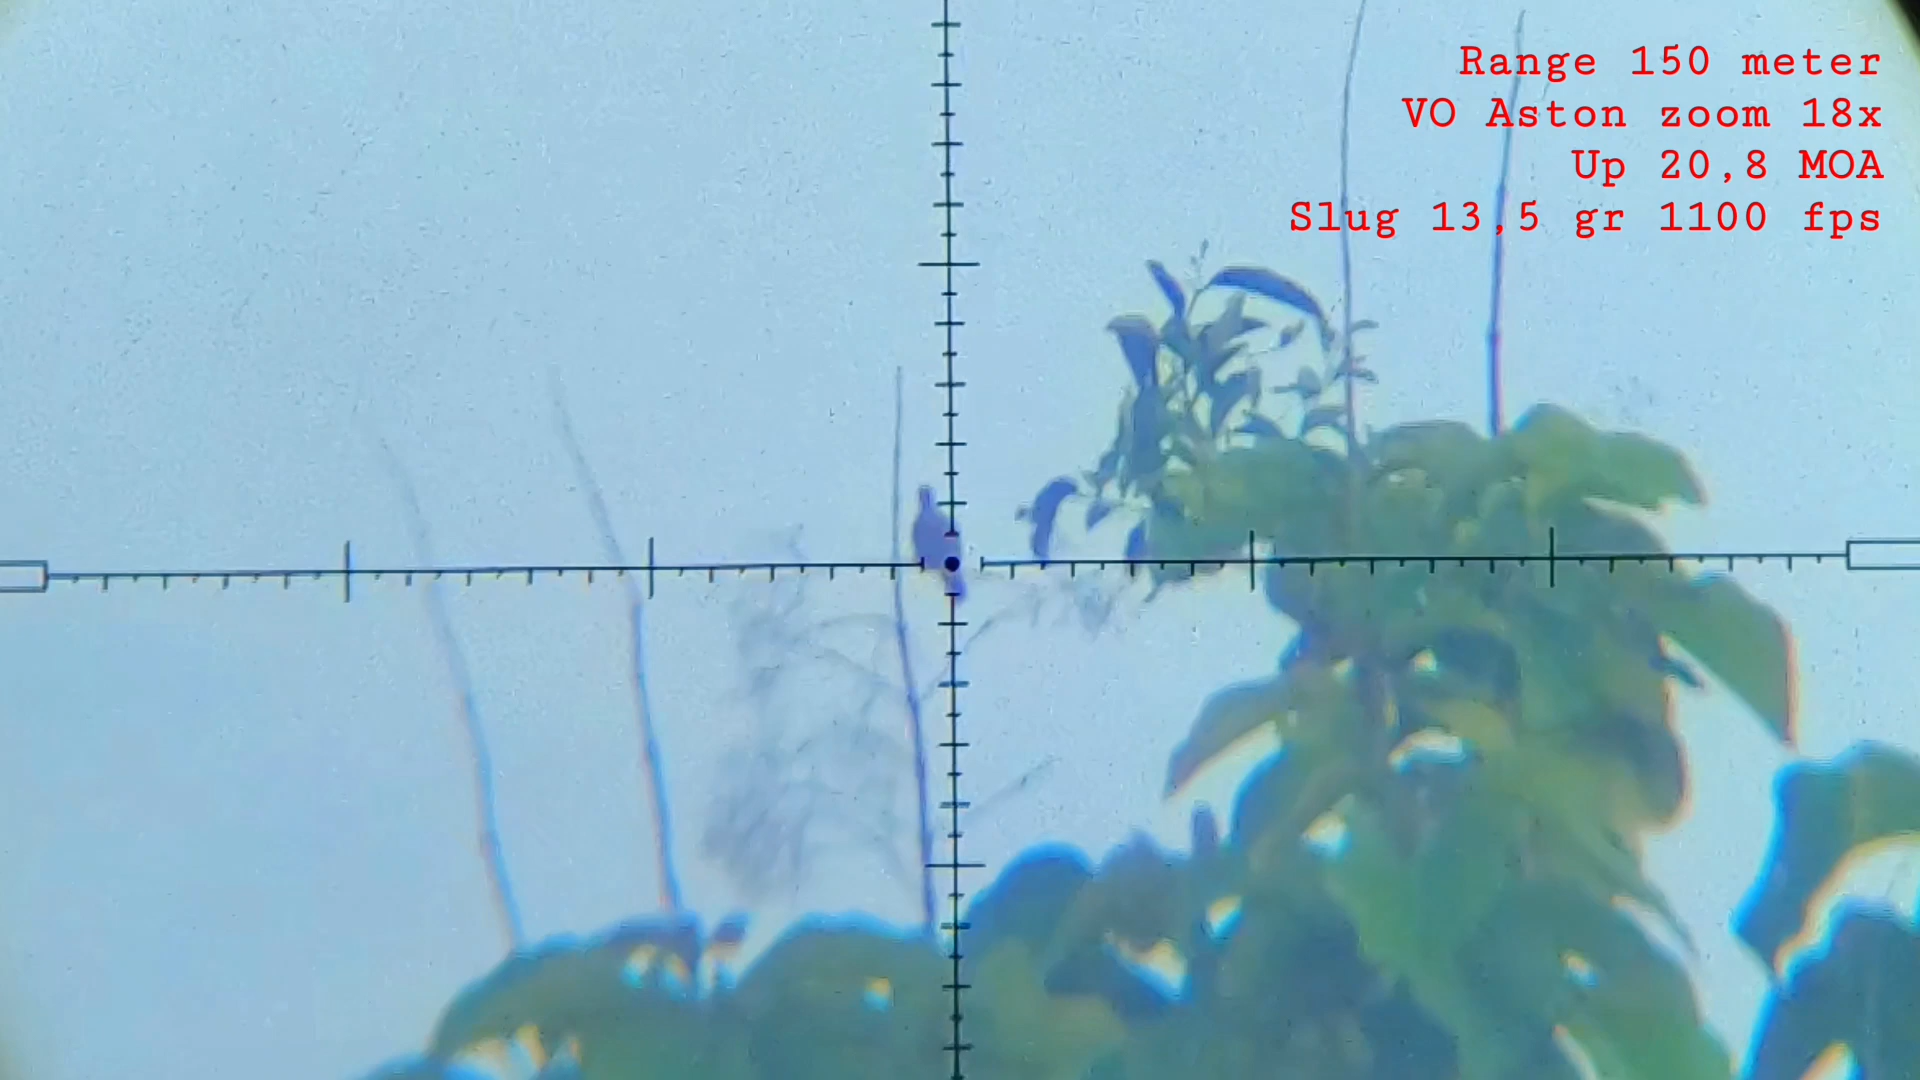 Range 150 meter
VO Aston zoom 18x
Up 20,8 MOA
Slug 13,5 gr 1100 fps